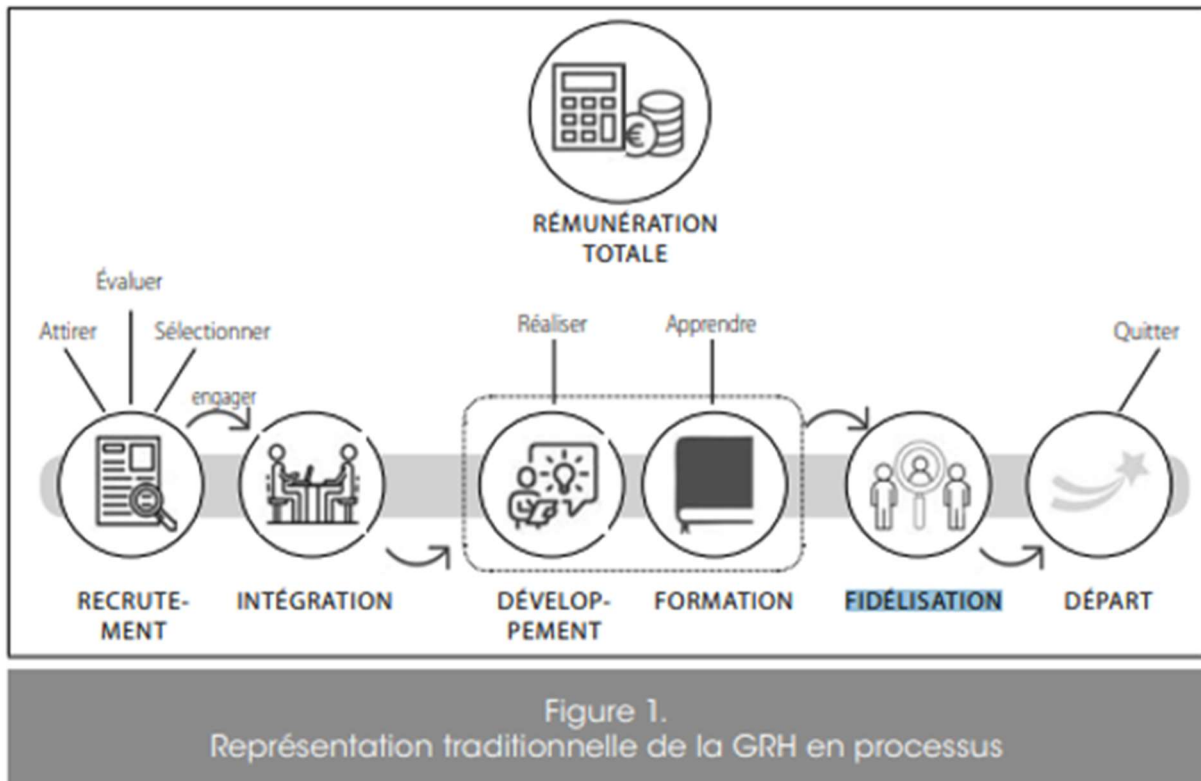 €
RÉMUNÉRATION
TOTALE
Évaluer
Attirer
Sélectionner
engager
Réaliser
Apprendre
Quitter
RECRUTE-
MENT
INTÉGRATION
DÉVELOP-
PEMENT
FORMATION
FIDÉLISATION
DÉPART
Figure 1.
Représentation traditionnelle de la GRH en processus